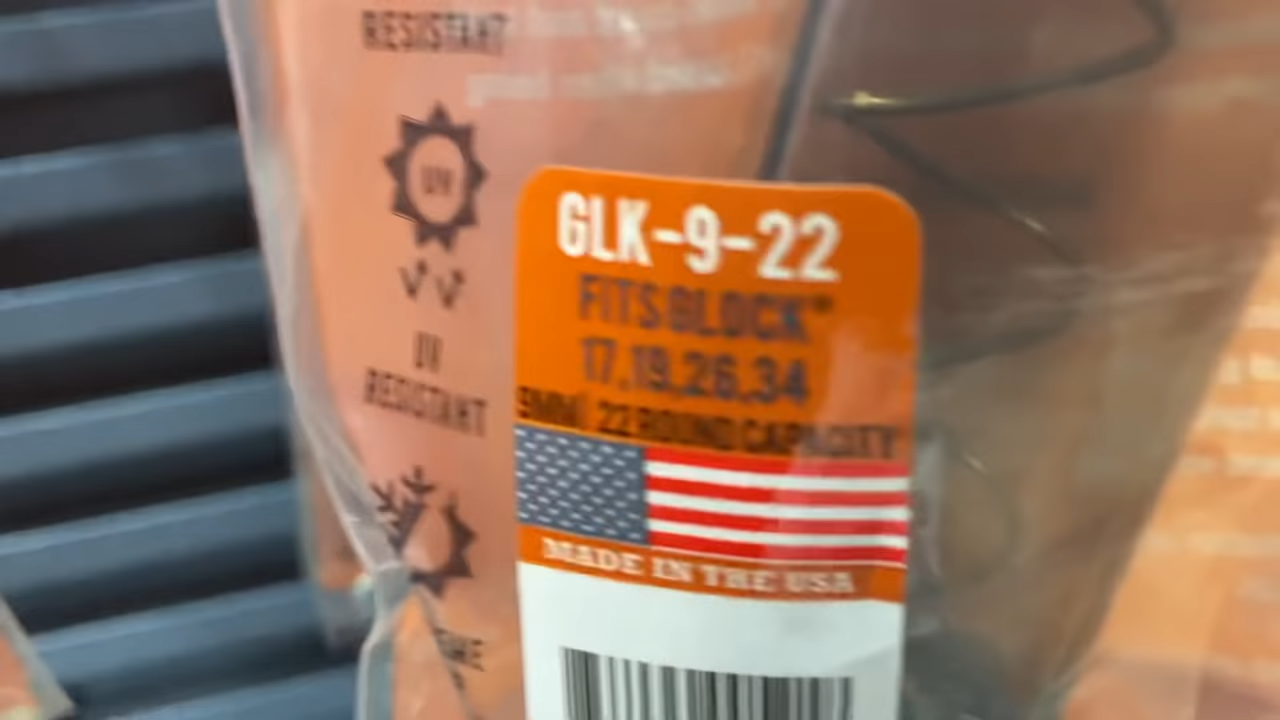 RESISTANT
UV
UV
RESISTANT
GLK-9-22
FITS GLOCK®
17,19,26,34
9MM 22 ROUND CAPACITY
MADE IN THE USA